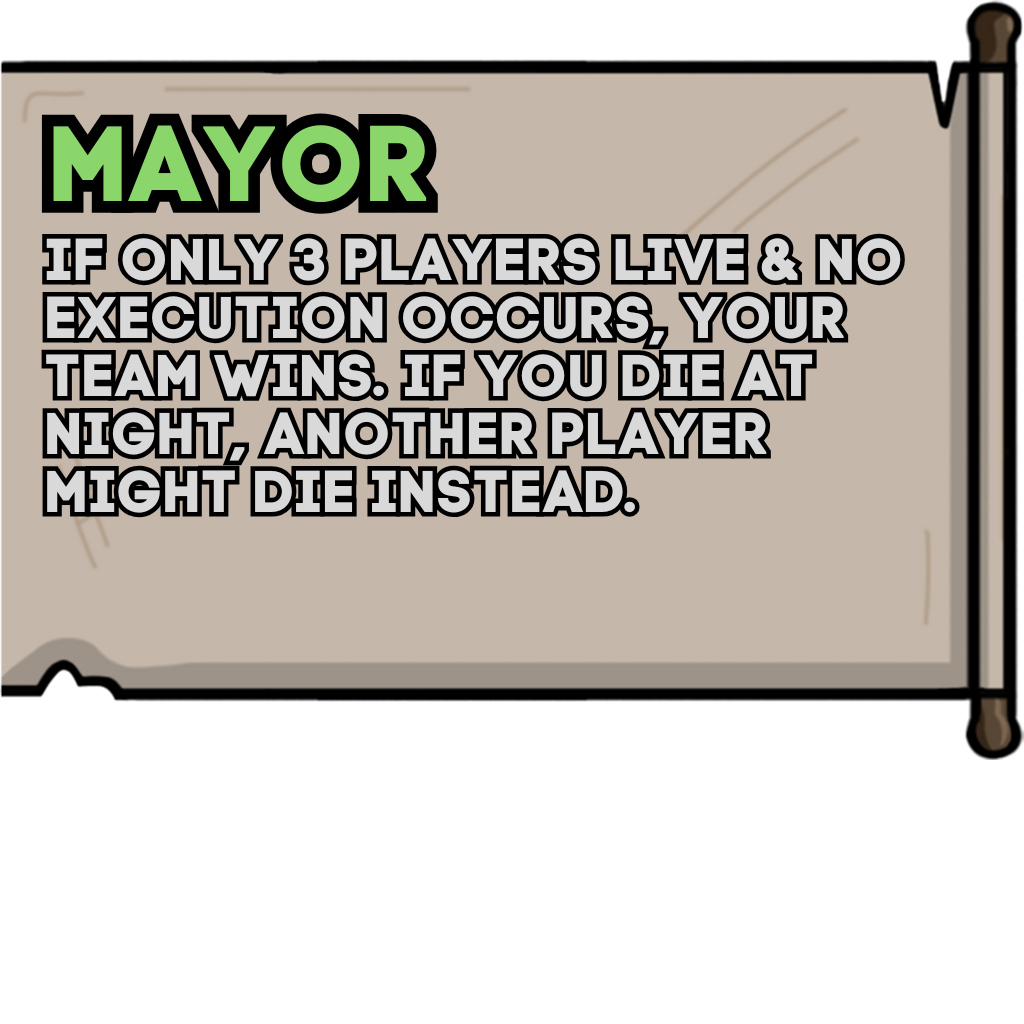 MAYOR
IF ONLY 3 PLAYERS LIVE & NO
EXECUTION OCCURS, YOUR
TEAM WINS. IF YOU DIE AT
NIGHT, ANOTHER PLAYER
MIGHT DIE INSTEAD.